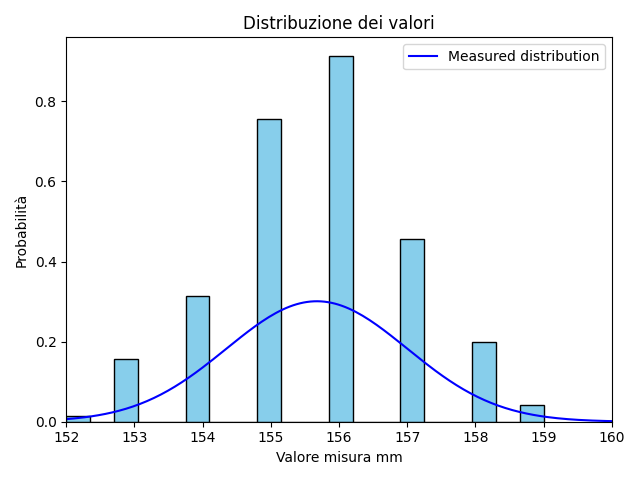 Distribuzione dei valori
Measured distribution
Probabilità
0.8
0.6
0.4
0.2
0.0
152 153 154 155 156 157 158 159 160
Valore misura mm